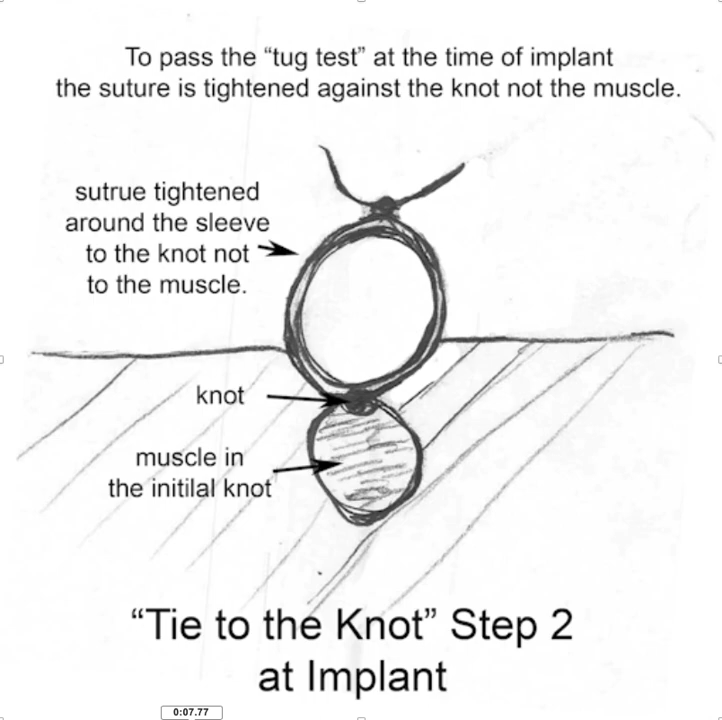 To pass the “tug test” at the time of implant
the suture is tightened against the knot not the muscle.
sutrue tightened
around the sleeve
to the knot not
to the muscle.
knot
muscle in
the initilal knot
“Tie to the Knot” Step 2
at Implant
0:07.77